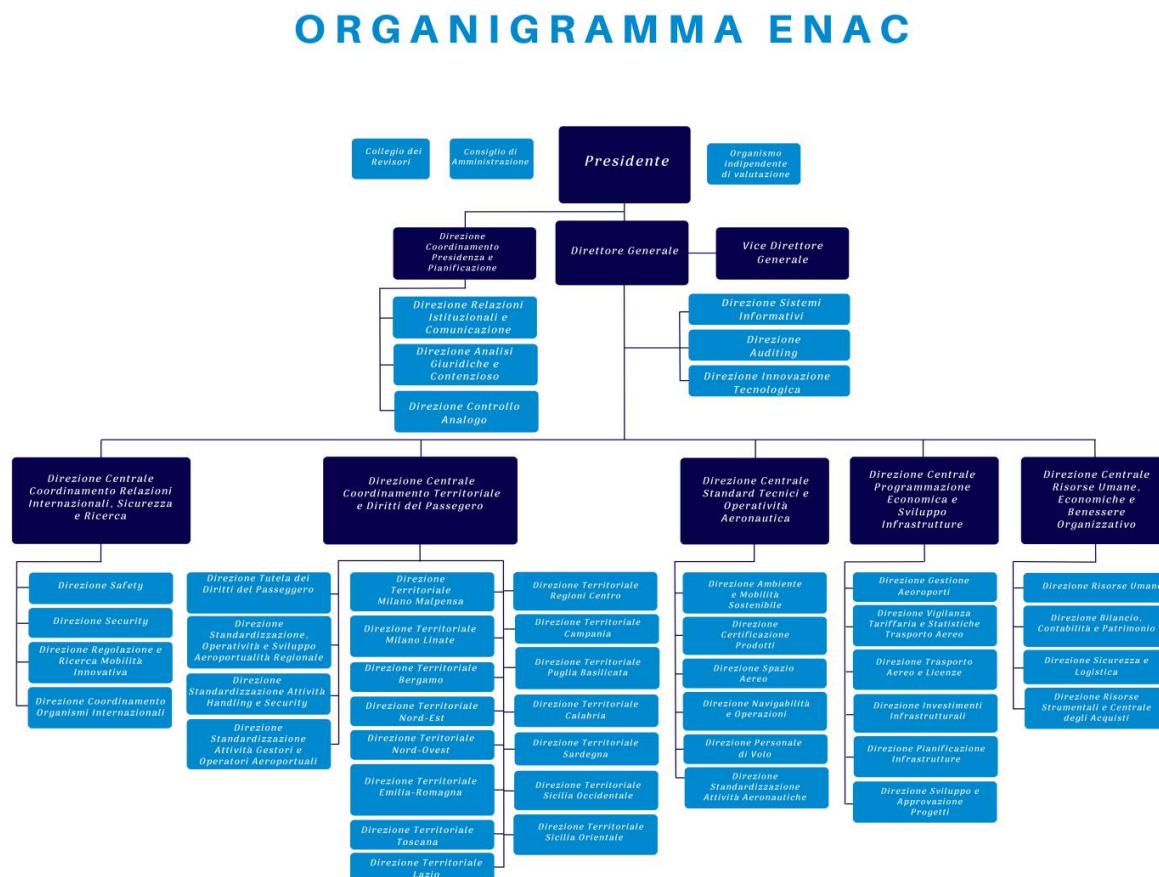 ORGANIGRAMMA ENAC
Collegio dei
Revisori
Consiglio di
Amministrazione
Presidente
Organismo
indipendente
di valutazione
Direzione
Coordinamento
Presidenza e
Pianificazione
Direttore Generale
Vice Direttore
Generale
Direzione Relazioni
Istituzionali e
Comunicazione
Direzione Analisi
Giuridiche e
Contenzioso
Direzione Controllo
Analogo
Direzione Sistemi
Informativi
Direzione
Auditing
Direzione Innovazione
Tecnologica
Direzione Centrale
Coordinamento Relazioni
Internazionali, Sicurezza
e Ricerca
Direzione Safety
Direzione Security
Direzione Regolazione e
Ricerca Mobilità
Innovativa
Direzione Coordinamento
Organismi Internazionali
Direzione Centrale
Coordinamento Territoriale
e Diritti del Passegero
Direzione Tutela dei
Diritti del Passeggero
Direzione
Standardizzazione,
Operatività e Sviluppo
Aeroportualità Regionale
Direzione
Standardizzazione Attività
Handling e Security
Direzione
Standardizzazione
Attività Gestori e
Operatori Aeroportuali
Direzione
Territoriale
Milano Malpensa
Direzione Territoriale
Milano Linate
Direzione Territoriale
Bergamo
Direzione Territoriale
Nord-Est
Direzione Teritoriale
Nord-Ovest
Direzione Territoriale
Emilia-Romagna
Direzione Territoriale
Toscana
Direzione Territoriale
Lazio
Direzione Territoriale
Regioni Centro
Direzione Territoriale
Campania
Direzione Territoriale
Puglia Basilicata
Direzione Territoriale
Calabria
Direzione Territoriale
Sardegna
Direzione Territoriale
Sicilia Occidentale
Direzione Territoriale
Sicilia Orientale
Direzione Centrale
Standard Tecnici e
Operatività
Aeronautica
Direzione Ambiente
e Mobilità
Sostenibile
Direzione
Certificazione
Prodotti
Direzione Spazio
Aereo
Direzione Navigabilità
e Operazioni
Direzione Personale
di Volo
Direzione
Standardizzazione
Attività Aeronautiche
Direzione Centrale
Programmazione
Economica e
Sviluppo
Infrastrutture
Direzione Gestione
Aeoroporti
Direzione Vigilanza
Tariffaria e Statistiche
Trasporto Aereo
Direzione Trasporto
Aereo e Licenze
Direzione Investimenti
Infrastrutturali
Direzione Pianificazione
Infrastrutture
Direzione Sviluppo e
Approvazione
Progetti
Direzione Centrale
Risorse Umane,
Economiche e
Benessere
Organizzativo
Direzione Risorse Umane
Direzione Bilancio,
Contabilità e Patrimonio
Direzione Sicurezza e
Logistica
Direzione Risorse
Strumentali e Centrale
degli Acquisti